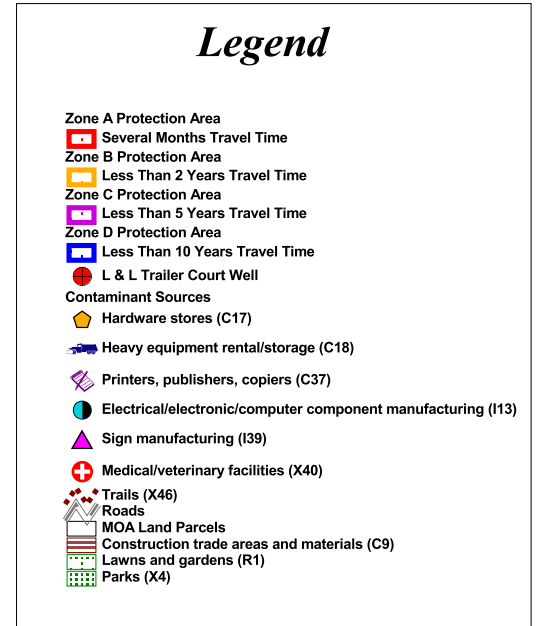 Legend
Zone A Protection Area
Several Months Travel Time
Zone B Protection Area
Less Than 2 Years Travel Time
Zone C Protection Area
Less Than 5 Years Travel Time
Zone D Protection Area
Less Than 10 Years Travel Time
L & L Trailer Court Well
Contaminant Sources
Hardware stores (C17)
Heavy equipment rental/storage (C18)
Printers, publishers, copiers (C37)
Electrical/electronic/computer component manufacturing (I13)
Sign manufacturing (I39)
Medical/veterinary facilities (X40)
Trails (X46)
Roads
MOA Land Parcels
Construction trade areas and materials (C9)
Lawns and gardens (R1)
Parks (X4)